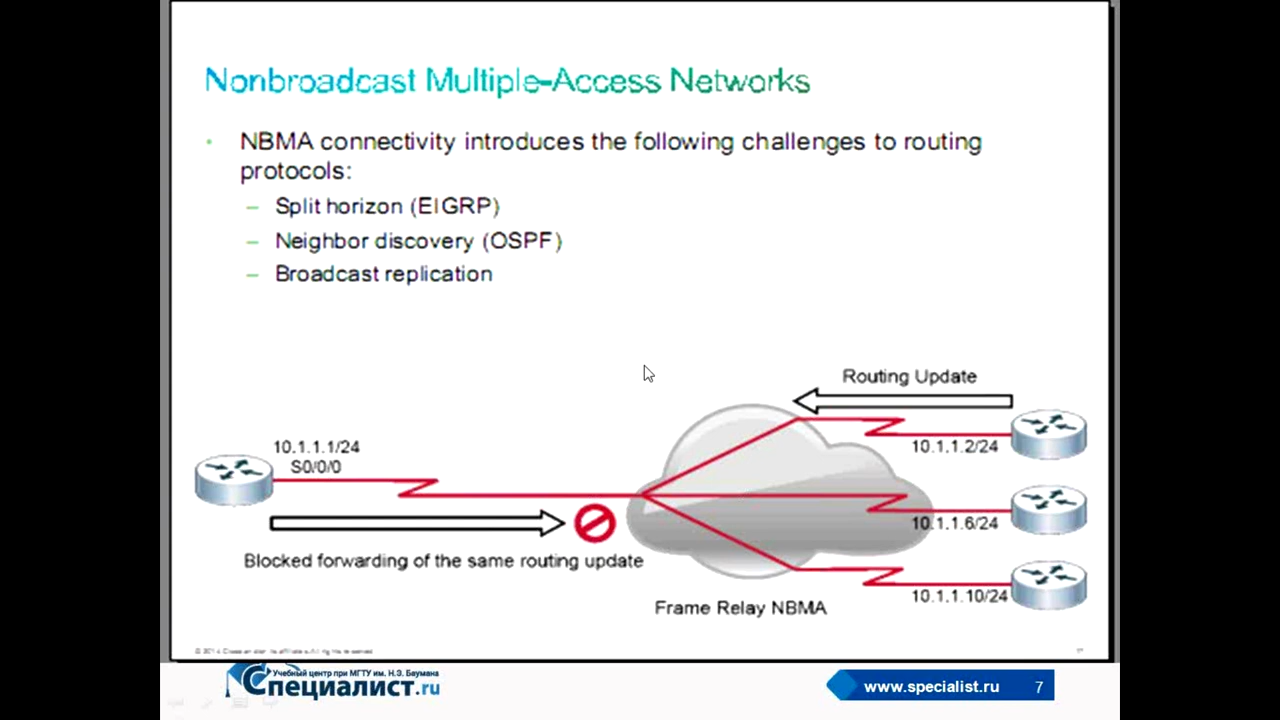 Nonbroadcast Multiple-Access Networks
• NBMA connectivity introduces the following challenges to routing
protocols:
– Split horizon (EIGRP)
– Neighbor discovery (OSPF)
– Broadcast replication
Routing Update
10.1.1.1/24
S0/0/0
10.1.1.2/24
10.1.1.6/24
Blocked forwarding of the same routing update
10.1.1.10/24
Frame Relay NBMA
Учебный центр при МГТУ им. Н.Э. Баумана
Специалист.ru
www.specialist.ru 7